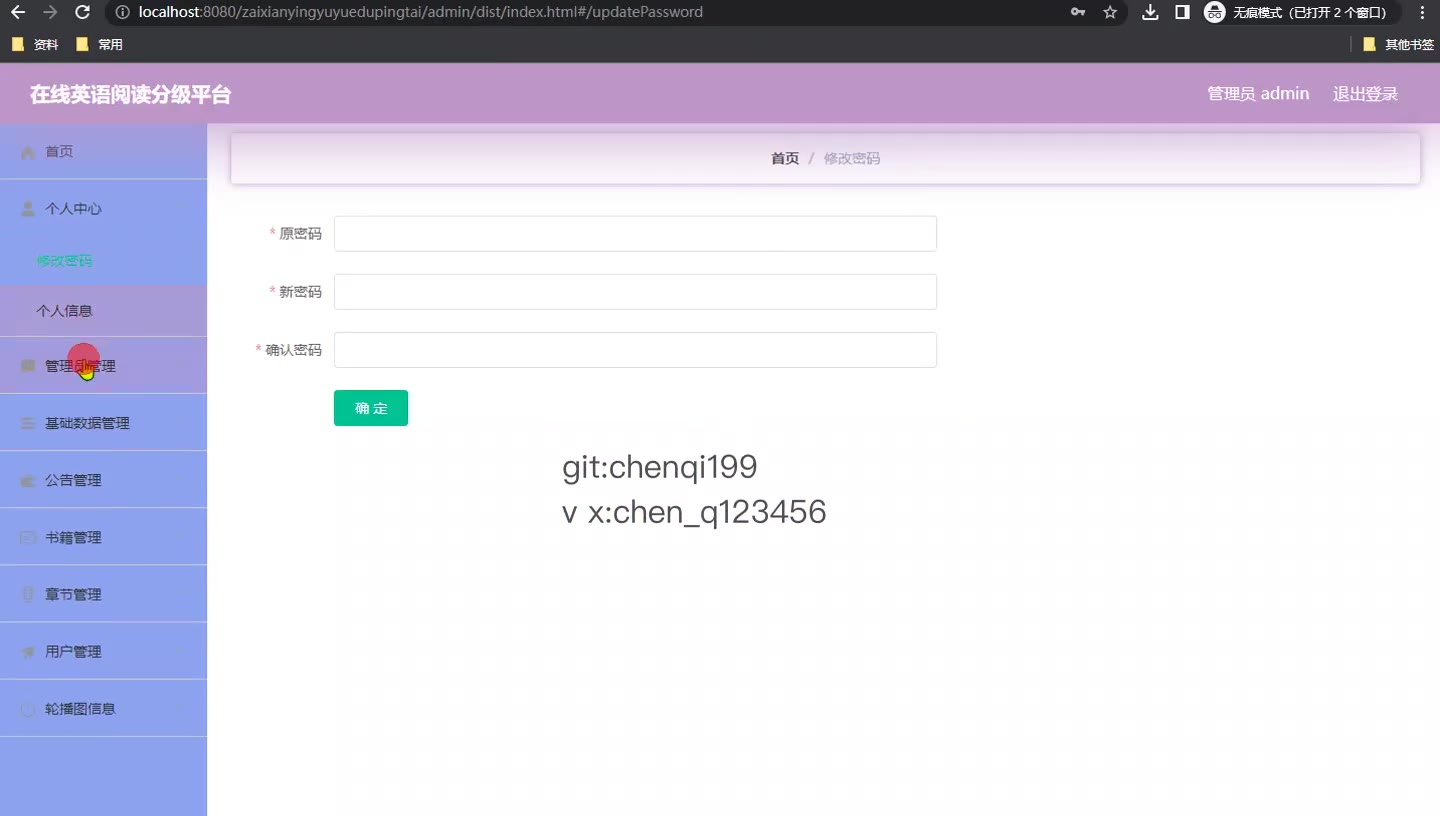 localhost:8080/zaixianyingyuyuedupingtai/admin/dist/index.html#/updatePassword
无痕模式（已打开 2 个窗口）
资料
常用
其他书签
在线英语阅读分级平台
管理员 admin
退出登录
首页
首页 / 修改密码
个人中心
修改密码
个人信息
管理员管理
基础数据管理
公告管理
书籍管理
章节管理
用户管理
轮播图信息
* 原密码
* 新密码
* 确认密码
确 定
git:chenqi199
v x:chen_q123456